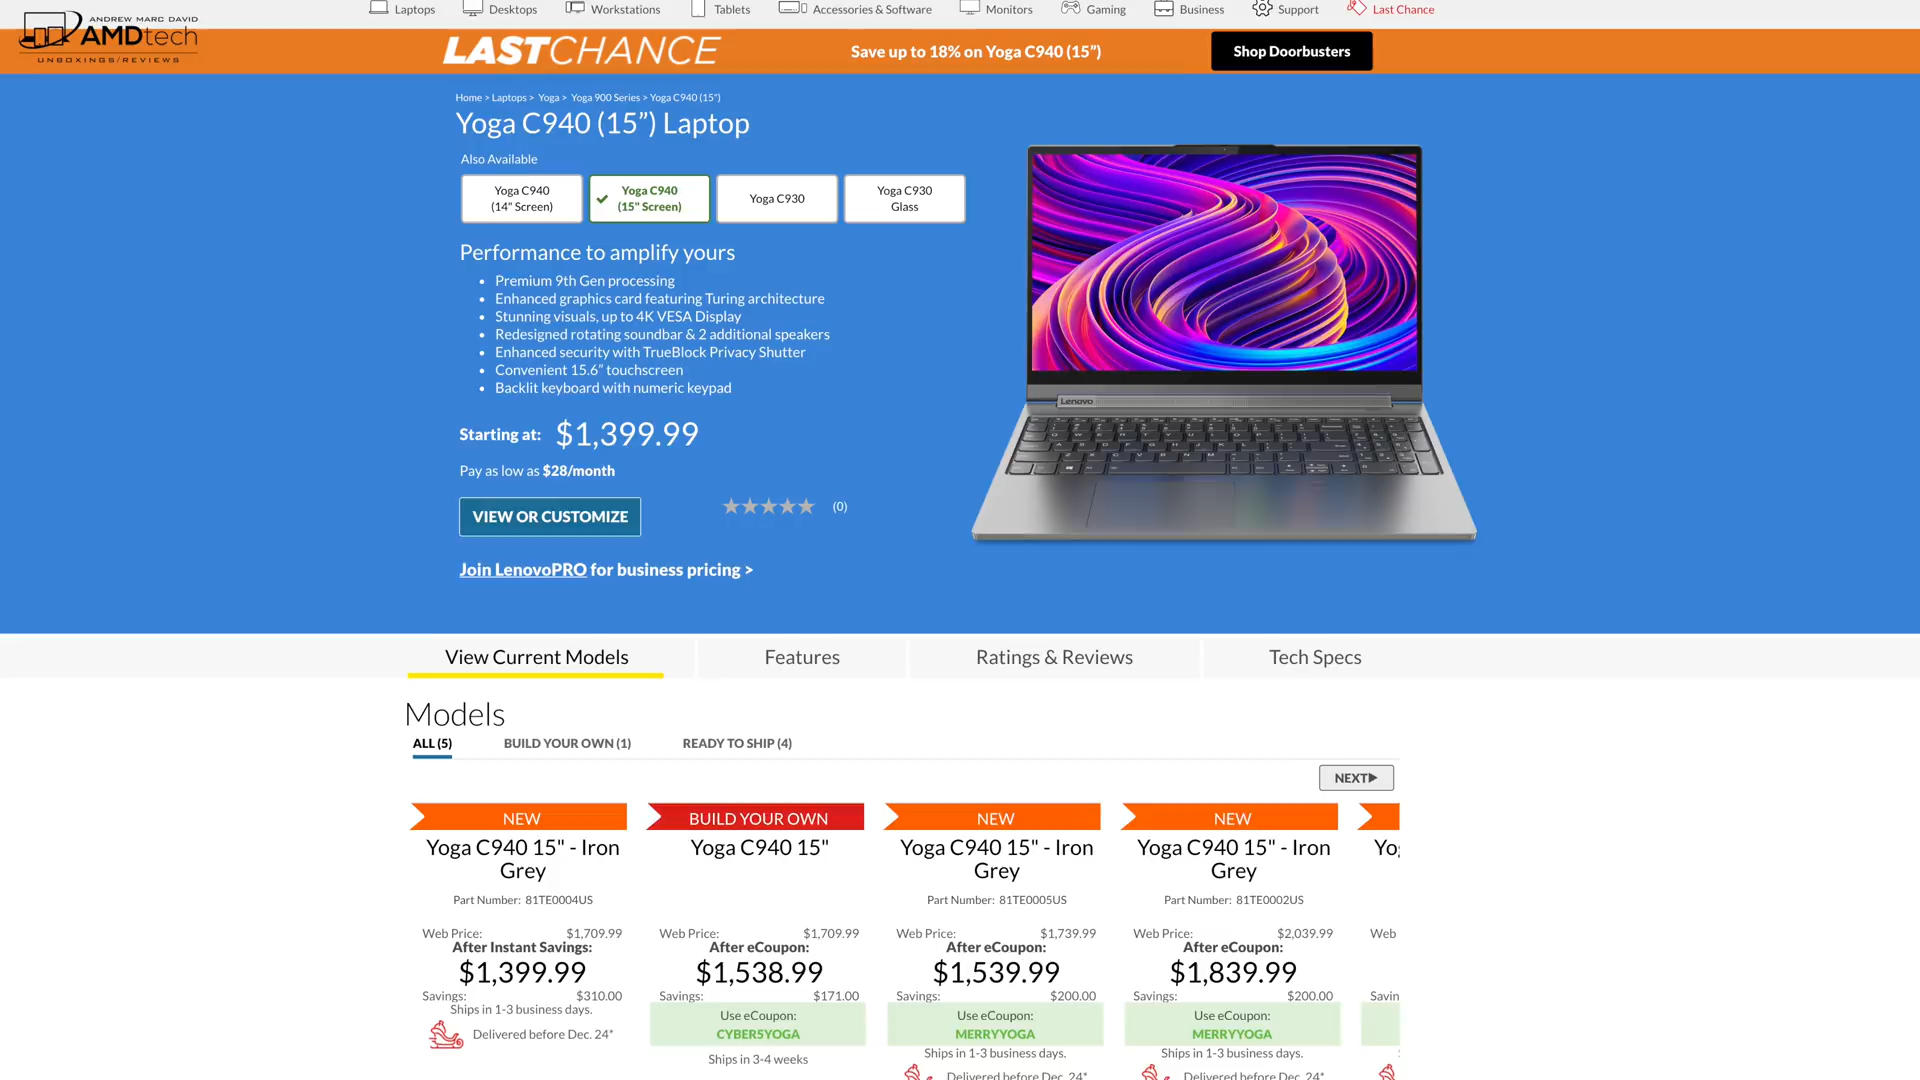 Laptops
Desktops
Workstations
Tablets
Accessories & Software
Monitors
Gaming
Business
Support
Last Chance
ANDREW MARC DAVID
AMDtech
UNBOXINGS/REVIEWS
LASTCHANCE
Save up to 18% on Yoga C940 (15”)
Shop Doorbusters
Home > Laptops > Yoga > Yoga 900 Series > Yoga C940 (15")
Yoga C940 (15”) Laptop
Also Available
Yoga C940
(14" Screen)
Yoga C940
(15" Screen)
Yoga C930
Yoga C930
Glass
Performance to amplify yours
Premium 9th Gen processing
Enhanced graphics card featuring Turing architecture
Stunning visuals, up to 4K VESA Display
Redesigned rotating soundbar & 2 additional speakers
Enhanced security with TrueBlock Privacy Shutter
Convenient 15.6” touchscreen
Backlit keyboard with numeric keypad
Lenovo
Starting at: $1,399.99
Pay as low as $28/month
VIEW OR CUSTOMIZE
(0)
Join LenovoPRO for business pricing >
View Current Models
Features
Ratings & Reviews
Tech Specs
Models
ALL (5)
BUILD YOUR OWN (1)
READY TO SHIP (4)
NEXT▶
NEW
Yoga C940 15" - Iron
Grey
Part Number: 81TE0004US
Web Price: $1,709.99
After Instant Savings:
$1,399.99
Savings: $310.00
Ships in 1-3 business days.
Delivered before Dec. 24*
BUILD YOUR OWN
Yoga C940 15"
Web Price: $1,709.99
After eCoupon:
$1,538.99
Savings: $171.00
Use eCoupon:
CYBER5YOGA
Ships in 3-4 weeks
NEW
Yoga C940 15" - Iron
Grey
Part Number: 81TE0005US
Web Price: $1,739.99
After eCoupon:
$1,539.99
Savings: $200.00
Use eCoupon:
MERRYYOGA
Ships in 1-3 business days.
Delivered before Dec. 24*
NEW
Yoga C940 15" - Iron
Grey
Part Number: 81TE0002US
Web Price: $2,039.99
After eCoupon:
$1,839.99
Savings: $200.00
Use eCoupon:
MERRYYOGA
Ships in 1-3 business days.
Delivered before Dec. 24*
Yog
Web
Savin